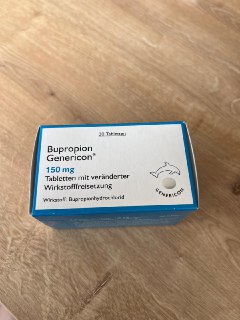 30 Tabletten
Bupropion
Genericon®
150 mg
Tabletten mit veränderter
Wirkstofffreisetzung
Wirkstoff: Bupropionhydrochlorid
GENERICON